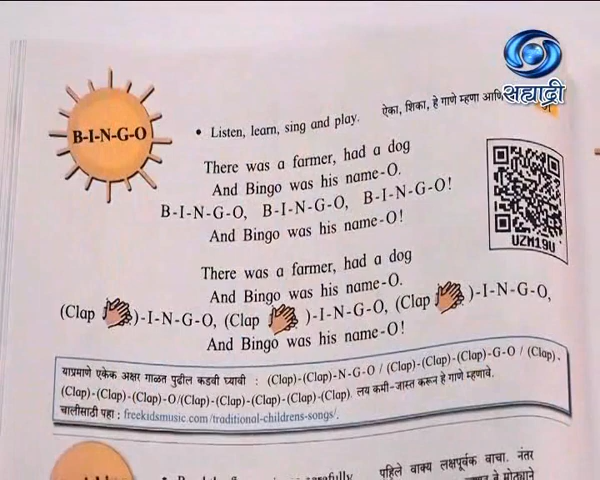 सह्याद्री
B-I-N-G-O
• Listen, learn, sing and play.
ऐका, शिका, हे गाणे म्हणा आणि
There was a farmer, had a dog
And Bingo was his name-O.
B-I-N-G-O, B-I-N-G-O, B-I-N-G-O!
And Bingo was his name-O!
UZM19U
There was a farmer, had a dog
And Bingo was his name-O.
(Clap )-I-N-G-O, (Clap )-I-N-G-O, (Clap )-I-N-G-O,
And Bingo was his name-O!
याप्रमाणे एकेक अक्षर गाळत पुढील कडवी घ्यावी : (Clap)-(Clap)-N-G-O / (Clap)-(Clap)-(Clap)-G-O / (Clap)-
(Clap)-(Clap)-(Clap)-O/(Clap)-(Clap)-(Clap)-(Clap)-(Clap). लय कमी-जास्त करून हे गाणे म्हणावे.
चालीसाठी पहा : freekidsmusic.com/traditional-childrens-songs/.
पहिले वाक्य लक्षपूर्वक वाचा. नंतर